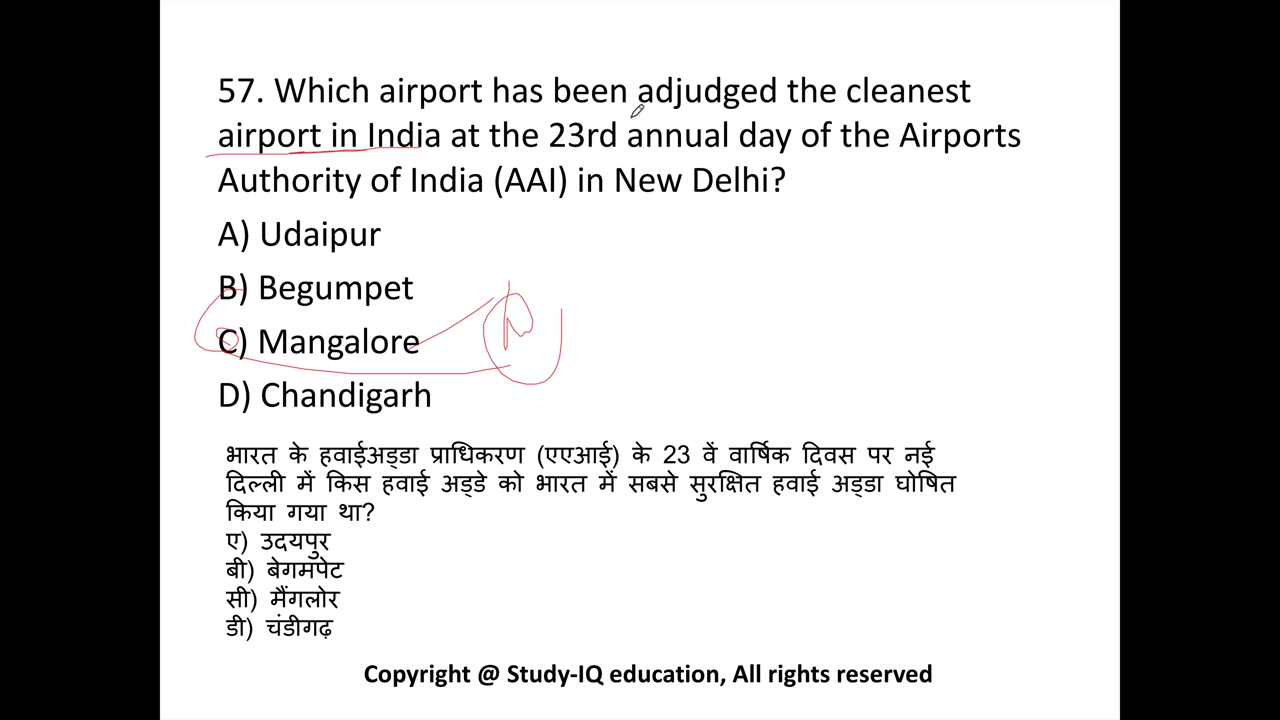 57. Which airport has been adjudged the cleanest
airport in India at the 23rd annual day of the Airports
Authority of India (AAI) in New Delhi?
A) Udaipur
B) Begumpet
C) Mangalore
D) Chandigarh
भारत के हवाईअड्डा प्राधिकरण (एएआई) के 23 वें वार्षिक दिवस पर नई
दिल्ली में किस हवाई अड्डे को भारत में सबसे सुरक्षित हवाई अड्डा घोषित
किया गया था?
ए) उदयपुर
बी) बेगमपेट
सी) मैंगलोर
डी) चंडीगढ़
Copyright @ Study-IQ education, All rights reserved